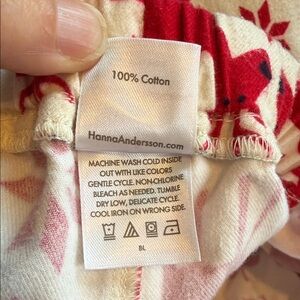 100% Cotton
HannaAndersson.com
MACHINE WASH COLD INSIDE
OUT WITH LIKE COLORS
GENTLE CYCLE. NON-CHLORINE
BLEACH AS NEEDED. TUMBLE
DRY LOW, DELICATE CYCLE.
COOL IRON ON WRONG SIDE.
BL